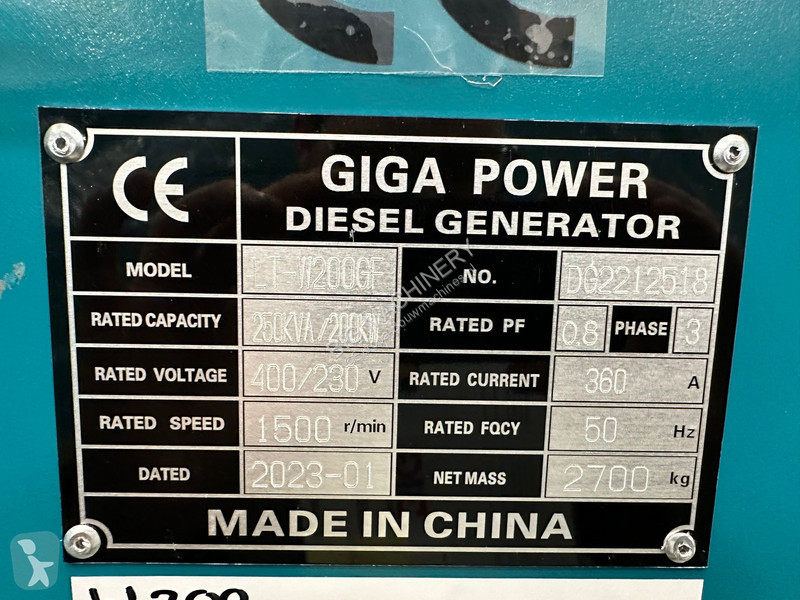 CE
GIGA POWER
DIESEL GENERATOR
MODEL LT-W200GF NO. DG2212518
RATED CAPACITY 250KVA/200KW RATED PF 0.8 PHASE 3
RATED VOLTAGE 400/230 V RATED CURRENT 360 A
RATED SPEED 1500 r/min RATED FQCY 50 Hz
DATED 2023-01 NET MASS 2700 kg
MADE IN CHINA